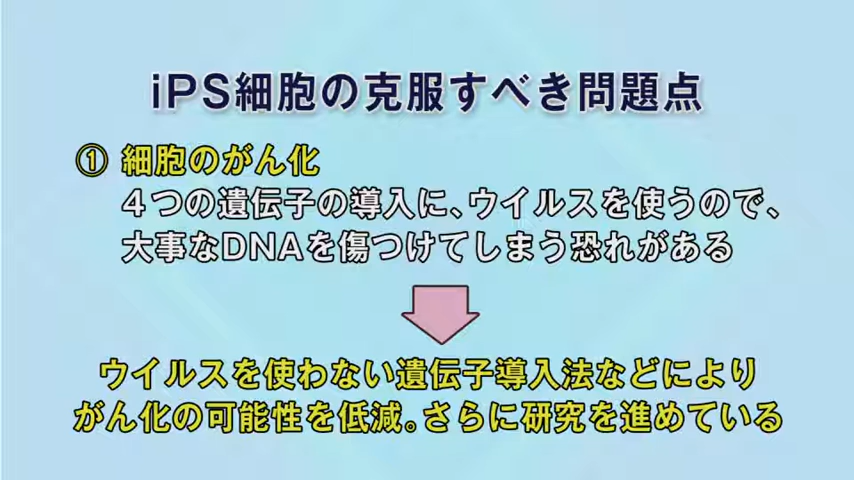 iPS細胞の克服すべき問題点
① 細胞のがん化
４つの遺伝子の導入に、ウイルスを使うので、
大事なDNAを傷つけてしまう恐れがある
ウイルスを使わない遺伝子導入法などにより
がん化の可能性を低減。さらに研究を進めている